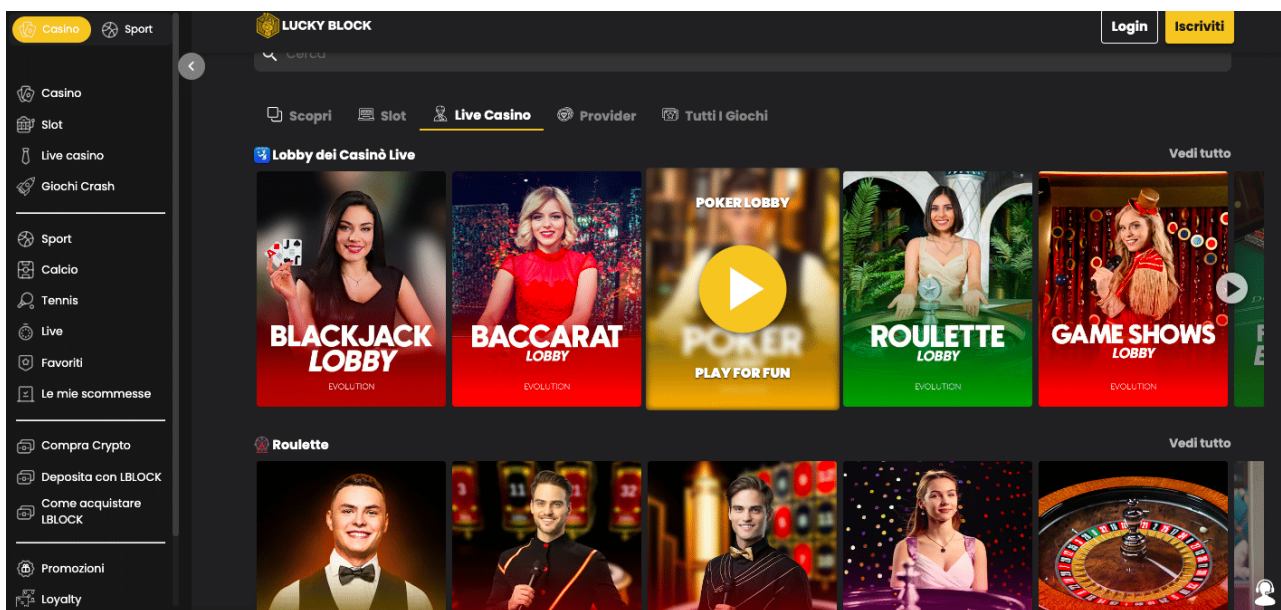 Casino
Sport
LUCKY BLOCK
Login
Iscriviti
Cerca
Casino
Slot
Live casino
Giochi Crash
Sport
Calcio
Tennis
Live
Favoriti
Le mie scommesse
Compra Crypto
Deposita con LBLOCK
Come acquistare
LBLOCK
Promozioni
Loyalty
Scopri
Slot
Live Casino
Provider
Tutti I Giochi
Lobby dei Casinò Live
Vedi tutto
BLACKJACK
LOBBY
EVOLUTION
BACCARAT
LOBBY
EVOLUTION
POKER LOBBY
POKER
PLAY FOR FUN
ROULETTE
LOBBY
EVOLUTION
GAME SHOWS
LOBBY
EVOLUTION
Roulette
Vedi tutto